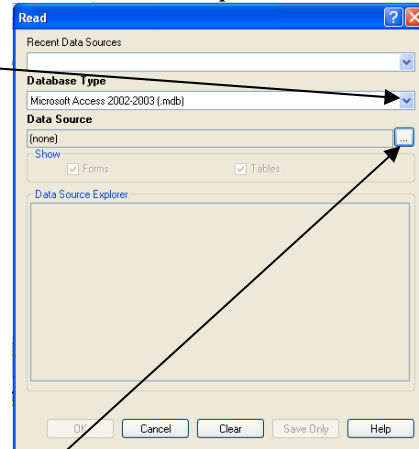 Read
Recent Data Sources
Database Type
Microsoft Access 2002-2003 (.mdb)
Data Source
(none)
...
Show
Forms Tables
Data Source Explorer
OK Cancel Clear Save Only Help